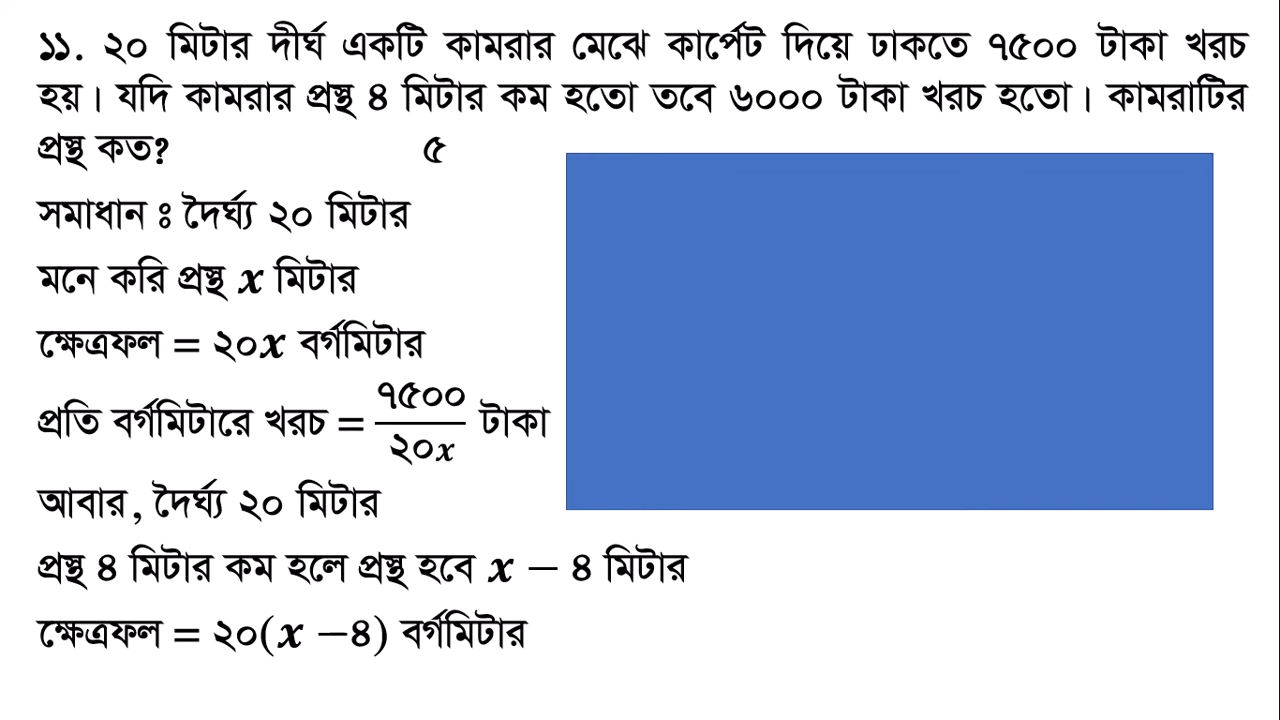 ১১. ২০ মিটার দীর্ঘ একটি কামরার মেঝে কার্পেট দিয়ে ঢাকতে ৭৫০০ টাকা খরচ
হয়। যদি কামরার প্রস্থ ৪ মিটার কম হতো তবে ৬০০০ টাকা খরচ হতো। কামরাটির
প্রস্থ কত? ৫
সমাধান ঃ দৈর্ঘ্য ২০ মিটার
মনে করি প্রস্থ x মিটার
ক্ষেত্রফল = ২০x বর্গমিটার
প্রতি বর্গমিটারে খরচ = ৭৫০০/২০x টাকা
আবার, দৈর্ঘ্য ২০ মিটার
প্রস্থ ৪ মিটার কম হলে প্রস্থ হবে x − ৪ মিটার
ক্ষেত্রফল = ২০(x −৪) বর্গমিটার